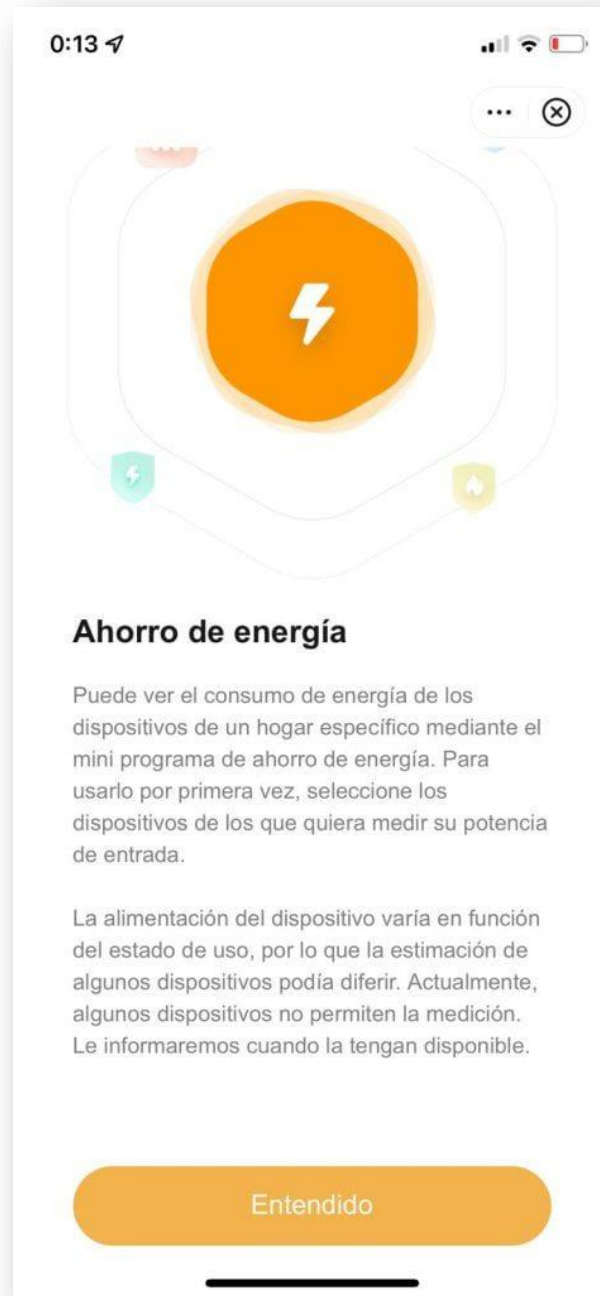 0:13
Ahorro de energía
Puede ver el consumo de energía de los
dispositivos de un hogar específico mediante el
mini programa de ahorro de energía. Para
usarlo por primera vez, seleccione los
dispositivos de los que quiera medir su potencia
de entrada.
La alimentación del dispositivo varía en función
del estado de uso, por lo que la estimación de
algunos dispositivos podía diferir. Actualmente,
algunos dispositivos no permiten la medición.
Le informaremos cuando la tengan disponible.
Entendido